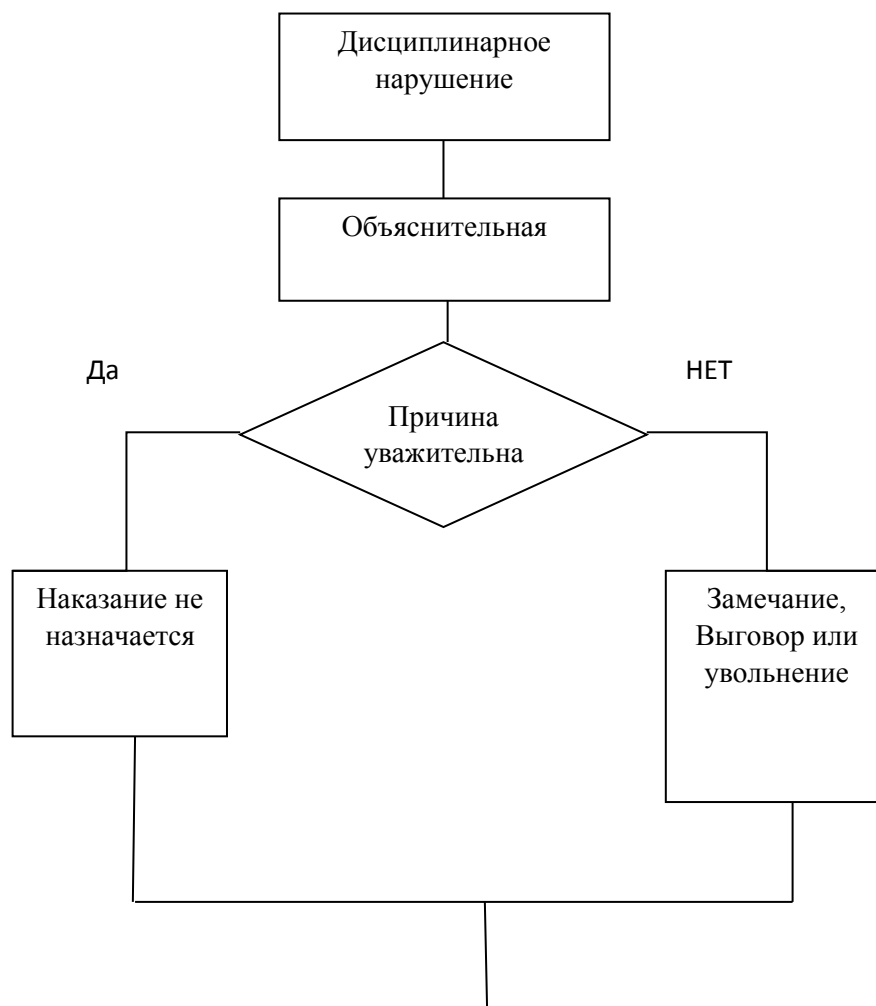 Дисциплинарное
нарушение
Объяснительная
Да
НЕТ
Причина
уважительна
Наказание не
назначается
Замечание,
Выговор или
увольнение